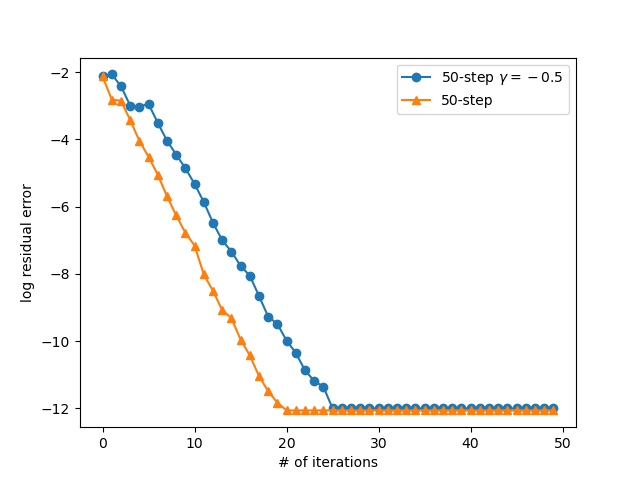 50-step γ = −0.5
50-step
log residual error
−2
−4
−6
−8
−10
−12
0 10 20 30 40 50
# of iterations